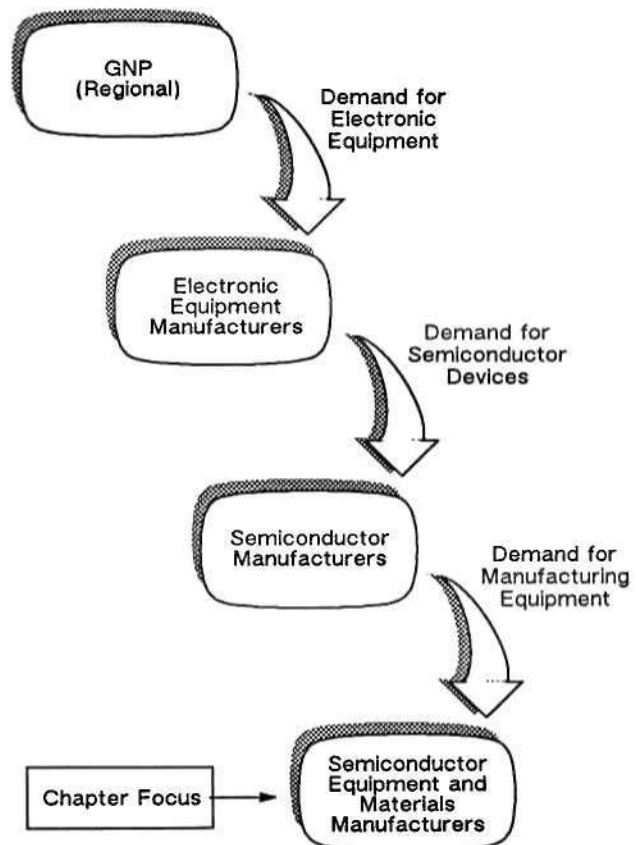 GNP
(Regional)
Demand for
Electronic
Equipment
Electronic
Equipment
Manufacturers
Demand for
Semiconductor
Devices
Semiconductor
Manufacturers
Demand for
Manufacturing
Equipment
Semiconductor
Equipment and
Materials
Manufacturers
Chapter Focus